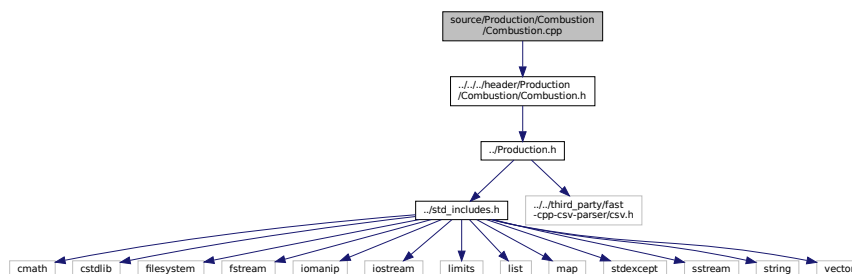 source/Production/Combustion
/Combustion.cpp
../../../header/Production
/Combustion/Combustion.h
../Production.h
../std_includes.h
../../third_party/fast
-cpp-csv-parser/csv.h
cmath
cstdlib
filesystem
fstream
iomanip
iostream
limits
list
map
stdexcept
sstream
string
vector